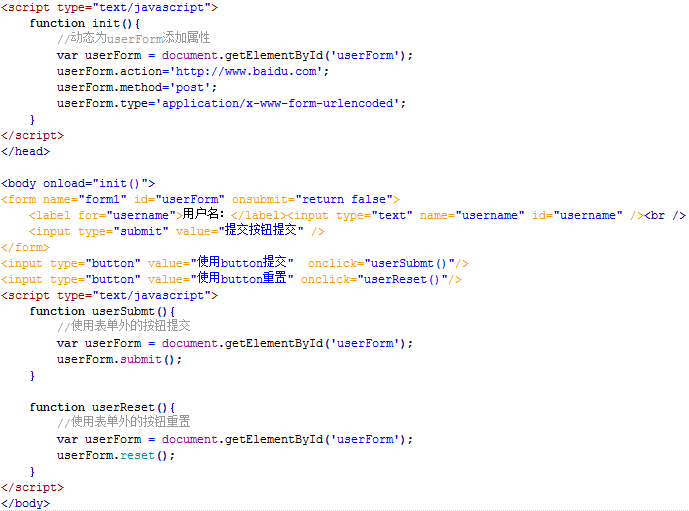 <script type="text/javascript">
function init(){
//动态为userForm添加属性
var userForm = document.getElementById('userForm');
userForm.action='http://www.baidu.com';
userForm.method='post';
userForm.type='application/x-www-form-urlencoded';
}
</script>
</head>
<body onload="init()">
<form name="form1" id="userForm" onsubmit="return false">
<label for="username">用户名：</label><input type="text" name="username" id="username" /><br />
<input type="submit" value="提交按钮提交" />
</form>
<input type="button" value="使用button提交"  onclick="userSubmt()"/>
<input type="button" value="使用button重置" onclick="userReset()"/>
<script type="text/javascript">
function userSubmt(){
//使用表单外的按钮提交
var userForm = document.getElementById('userForm');
userForm.submit();
}
function userReset(){
//使用表单外的按钮重置
var userForm = document.getElementById('userForm');
userForm.reset();
}
</script>
</body>